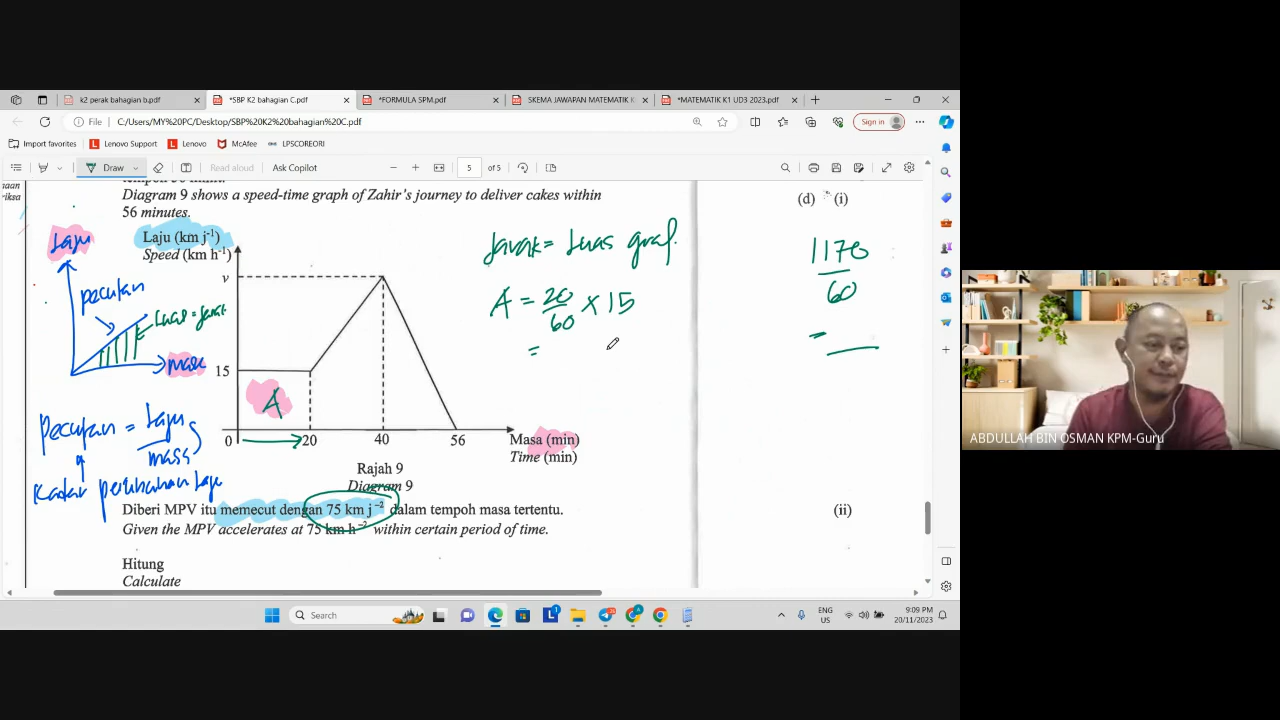 k2 perak bahagian b.pdf
*SBP K2 bahagian C.pdf
*FORMULA SPM.pdf
SKEMA JAWAPAN MATEMATIK K
*MATEMATIK K1 UD3 2023.pdf
File
C:/Users/MY%20PC/Desktop/SBP%20K2%20bahagian%20C.pdf
Sign in
Import favorites
Lenovo Support
Lenovo
McAfee
LPSCOREORI
Draw
Read aloud
Ask Copilot
5
of 5
Diagram 9 shows a speed-time graph of Zahir's journey to deliver cakes within
56 minutes.
Laju
Laju (km j⁻¹)
Speed (km h⁻¹)
v
pecutan
Luas = Jarak
masa
15
A
0
20
40
56
Masa (min)
Time (min)
Pecutan = Laju
masa
Kadar perubahan Laju
Rajah 9
Diagram 9
Jarak = Luas graf.
A = 20/60 × 15
=
Diberi MPV itu memecut dengan 75 km j⁻² dalam tempoh masa tertentu.
Given the MPV accelerates at 75 km h⁻² within certain period of time.
Hitung
Calculate
(d) (i)
1170
60
=
(ii)
ABDULLAH BIN OSMAN KPM-Guru
Search
ENG
US
9:09 PM
20/11/2023